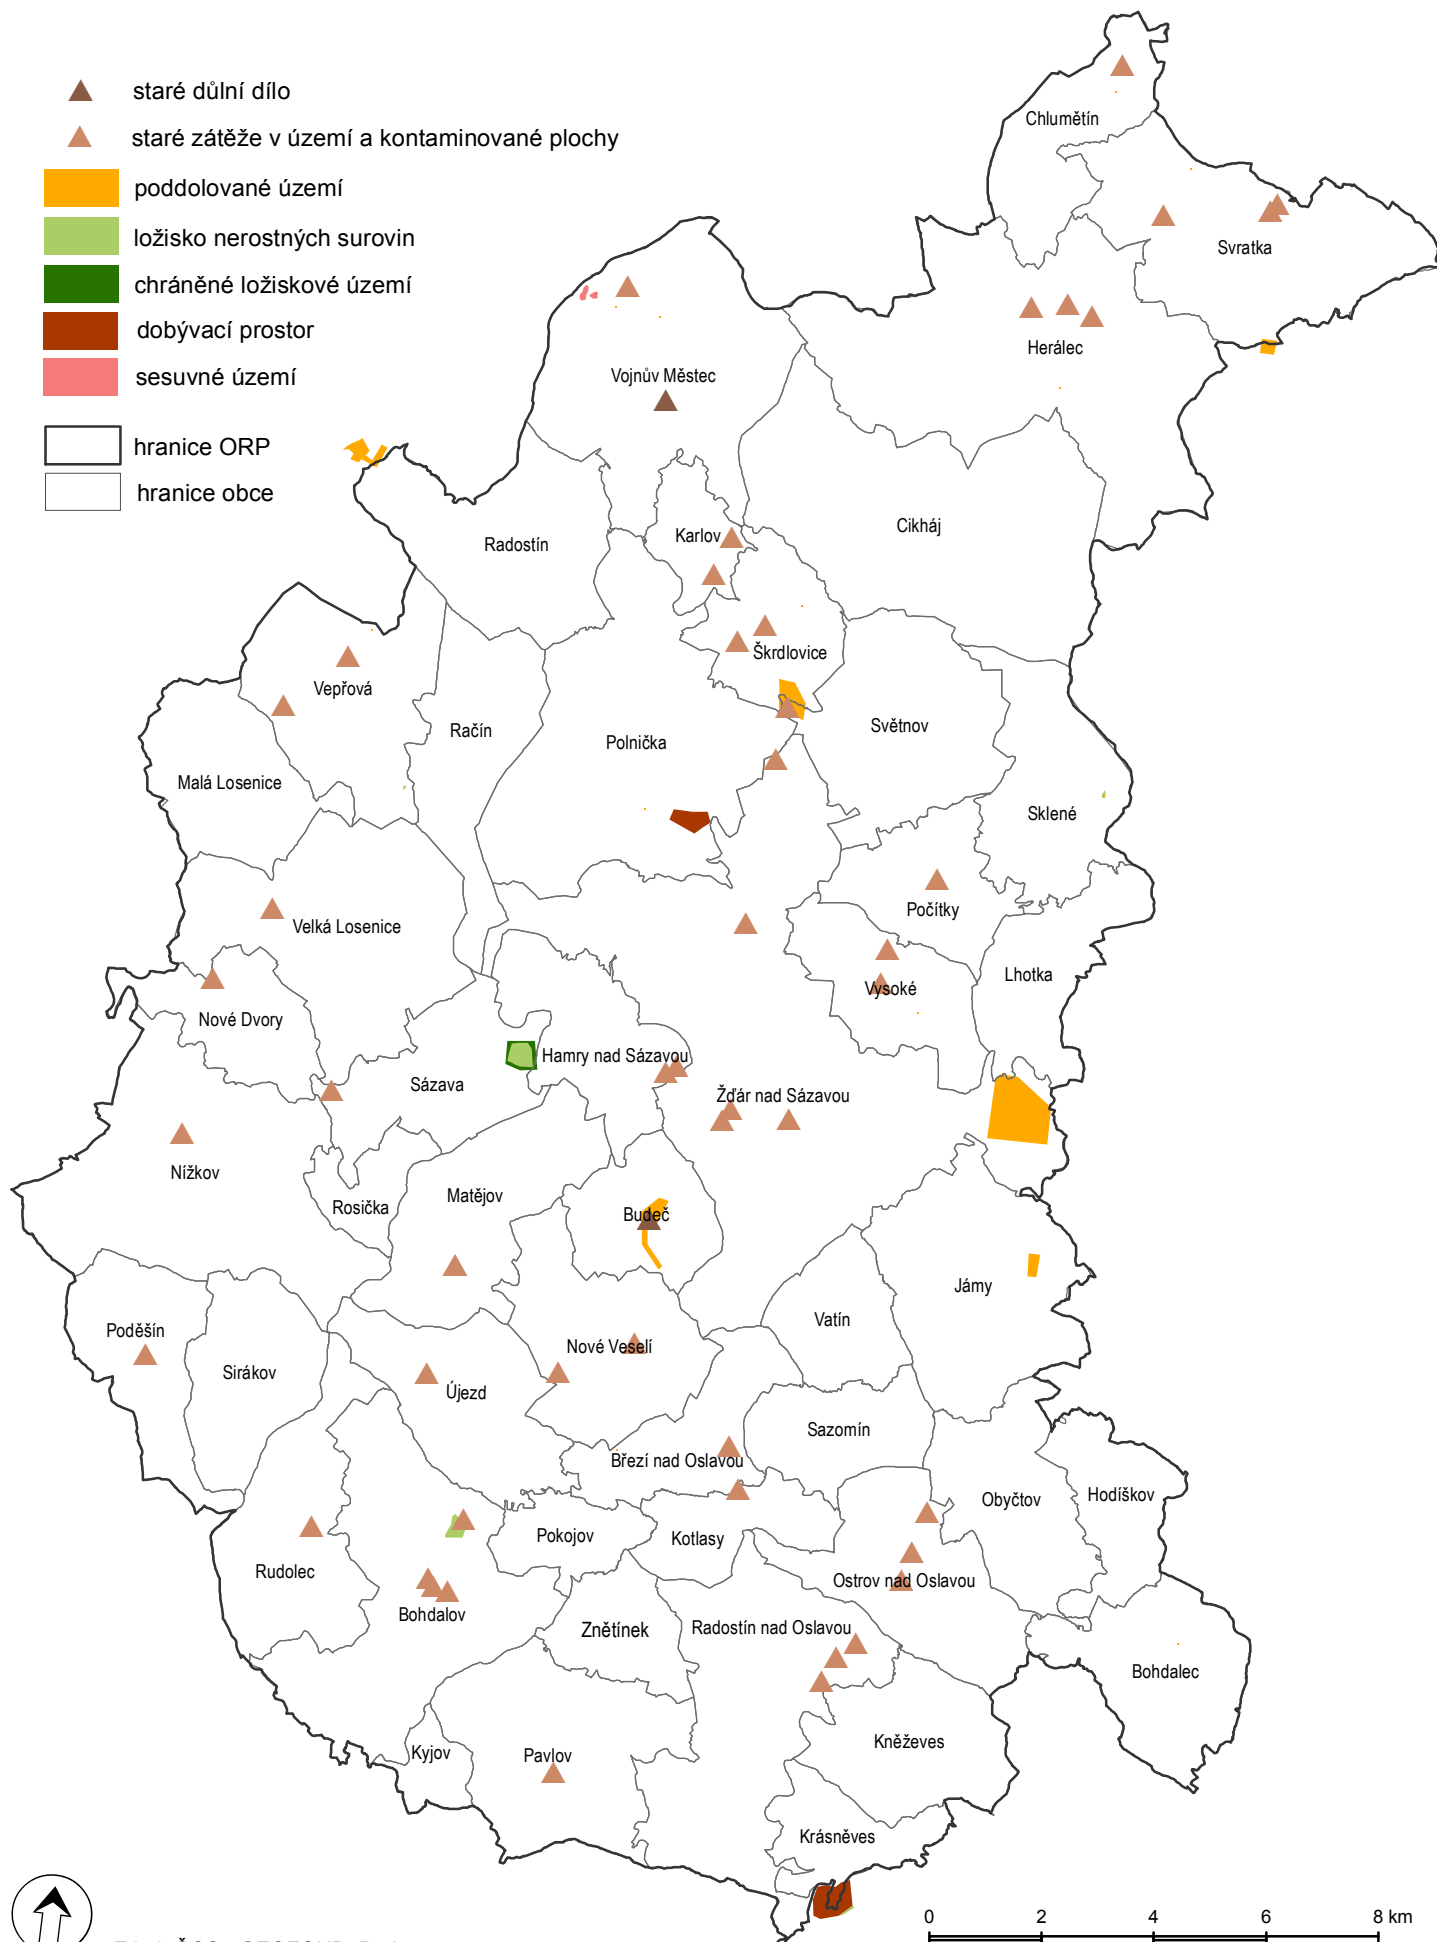 staré důlní dílo
staré zátěže v území a kontaminované plochy
poddolované území
ložisko nerostných surovin
chráněné ložiskové území
dobývací prostor
sesuvné území
hranice ORP
hranice obce
Chlumětín
Svratka
Herálec
Vojnův Městec
Cikháj
Karlov
Radostín
Škrdlovice
Vepřová
Račín
Světnov
Polnička
Malá Losenice
Sklené
Počítky
Velká Losenice
Lhotka
Vysoké
Nové Dvory
Hamry nad Sázavou
Sázava
Žďár nad Sázavou
Nížkov
Matějov
Rosička
Budeč
Jámy
Vatín
Poděšín
Nové Veselí
Sirákov
Újezd
Sazomín
Březí nad Oslavou
Hodíškov
Obyčtov
Pokojov
Kotlasy
Rudolec
Ostrov nad Oslavou
Bohdalov
Znětínek
Radostín nad Oslavou
Bohdalec
Kněževes
Kyjov
Pavlov
Krásněves
0 2 4 6 8 km